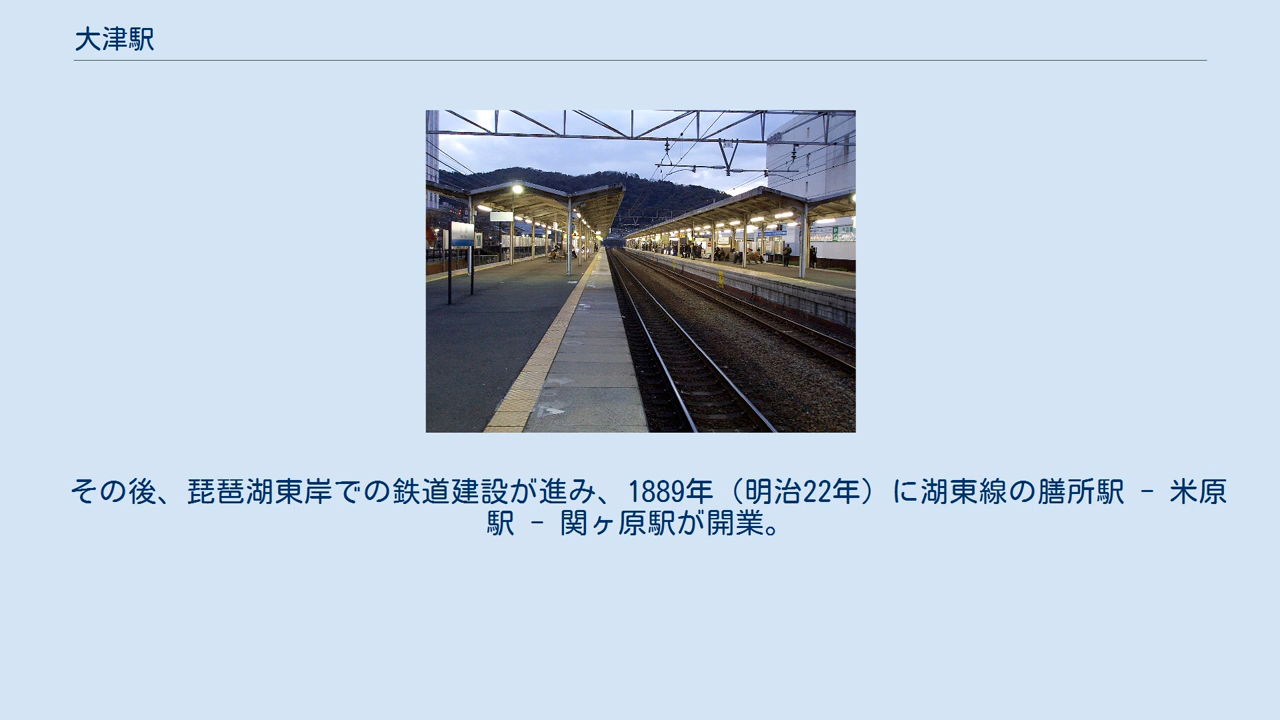 大津駅
その後、琵琶湖東岸での鉄道建設が進み、1889年（明治22年）に湖東線の膳所駅 - 米原
駅 - 関ヶ原駅が開業。